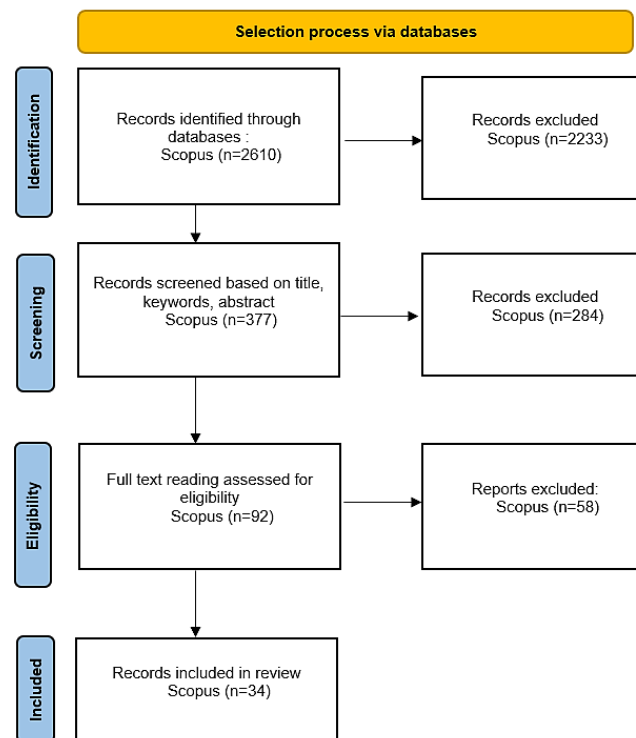 Selection process via databases
Identification
Records identified through
databases :
Scopus (n=2610)
Records excluded
Scopus (n=2233)
Screening
Records screened based on title,
keywords, abstract
Scopus (n=377)
Records excluded
Scopus (n=284)
Eligibility
Full text reading assessed for
eligibility
Scopus (n=92)
Reports excluded:
Scopus (n=58)
Included
Records included in review
Scopus (n=34)